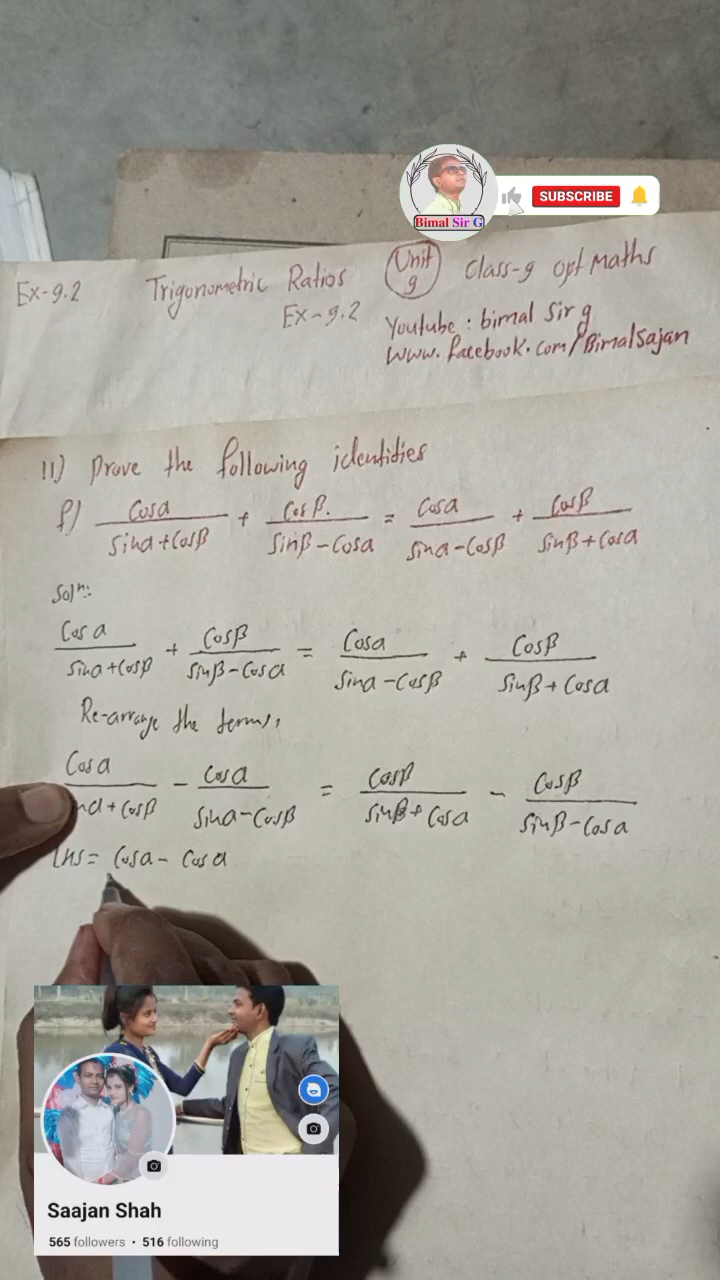 SUBSCRIBE
Bimal Sir G
Ex-9.2 Trigonometric Ratios Unit 9 Class-9 opt Maths
Ex-9.2
Youtube : bimal Sir g
www.facebook.com/Bimalsajan
11) Prove the following identities
f) Cosα/(Sinα+Cosβ) + Cosβ/(Sinβ-Cosα) = Cosα/(Sinα-Cosβ) + Cosβ/(Sinβ+Cosα)
Solⁿ:
Cosα/(Sinα+Cosβ) + Cosβ/(Sinβ-Cosα) = Cosα/(Sinα-Cosβ) + Cosβ/(Sinβ+Cosα)
Re-arrange the terms,
Cosα/(inα+Cosβ) - Cosα/(Sinα-Cosβ) = Cosβ/(Sinβ+Cosα) - Cosβ/(Sinβ-Cosα)
LHS = Cosα - Cosα
Saajan Shah
565 followers • 516 following